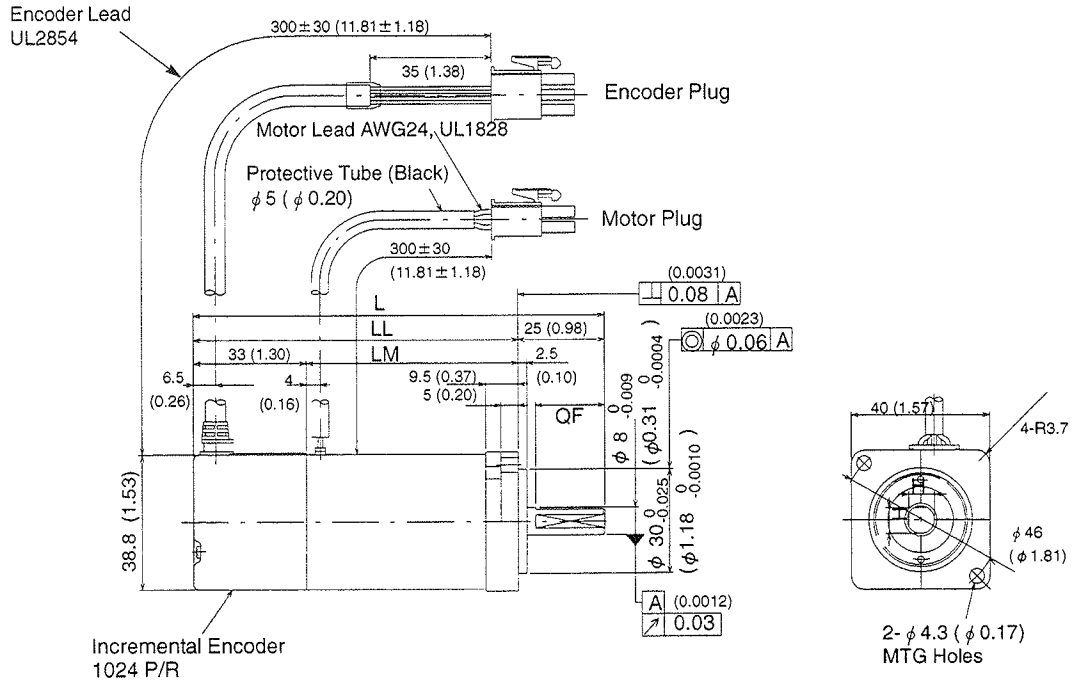 Encoder Lead
UL2854
300±30 (11.81±1.18)
35 (1.38)
Encoder Plug
Motor Lead AWG24, UL1828
Protective Tube (Black)
φ5 (φ0.20)
Motor Plug
300±30
(11.81±1.18)
(0.0031)
⊥ 0.08 A
L
(0.0023)
◎ φ0.06 A
LL
25 (0.98)
33 (1.30)
LM
2.5
(0.10)
6.5
(0.26)
4
(0.16)
9.5 (0.37)
5 (0.20)
QF
φ8 0 -0.009
(φ0.31 0 -0.0004)
φ30 0 -0.025
(φ1.18 0 -0.0010)
40 (1.57)
4-R3.7
38.8 (1.53)
φ46
(φ1.81)
A (0.0012)
↗ 0.03
2-φ4.3 (φ0.17)
MTG Holes
Incremental Encoder
1024 P/R